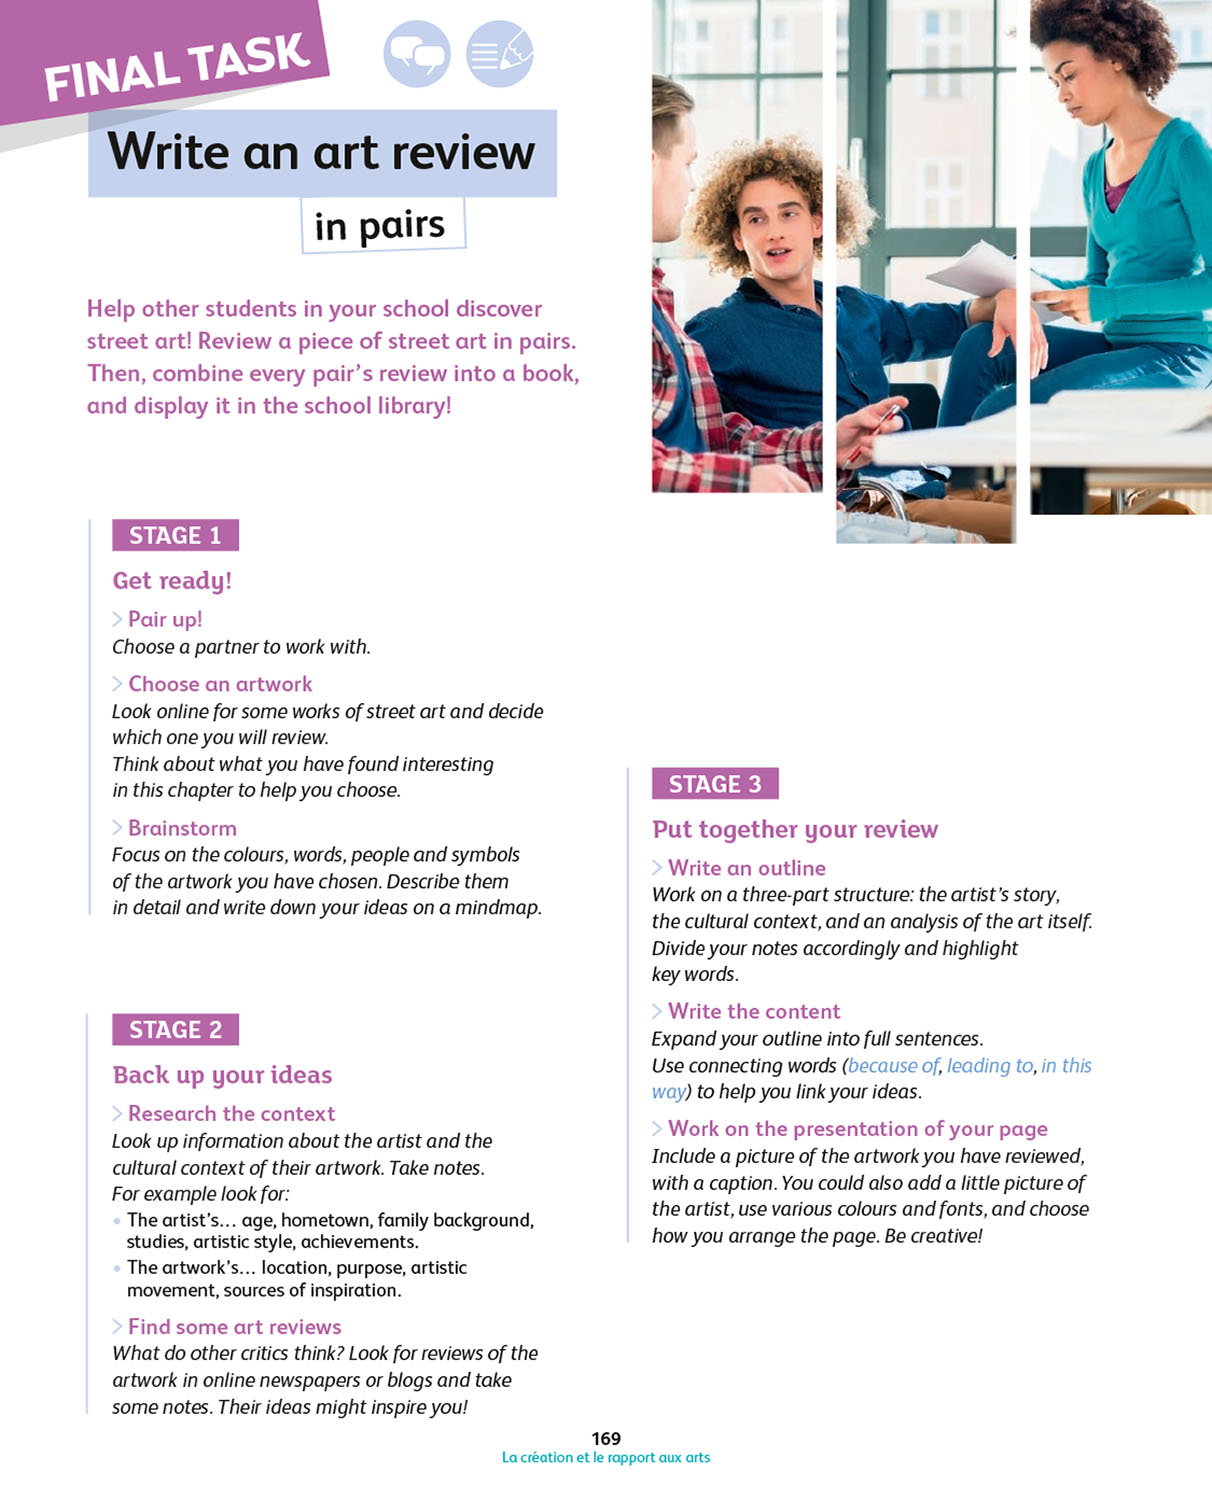 FINAL TASK
Write an art review
in pairs
Help other students in your school discover
street art! Review a piece of street art in pairs.
Then, combine every pair's review into a book,
and display it in the school library!
STAGE 1
Get ready!
> Pair up!
Choose a partner to work with.
> Choose an artwork
Look online for some works of street art and decide
which one you will review.
Think about what you have found interesting
in this chapter to help you choose.
> Brainstorm
Focus on the colours, words, people and symbols
of the artwork you have chosen. Describe them
in detail and write down your ideas on a mindmap.
STAGE 2
Back up your ideas
> Research the context
Look up information about the artist and the
cultural context of their artwork. Take notes.
For example look for:
• The artist's... age, hometown, family background,
studies, artistic style, achievements.
• The artwork's... location, purpose, artistic
movement, sources of inspiration.
> Find some art reviews
What do other critics think? Look for reviews of the
artwork in online newspapers or blogs and take
some notes. Their ideas might inspire you!
STAGE 3
Put together your review
> Write an outline
Work on a three-part structure: the artist's story,
the cultural context, and an analysis of the art itself.
Divide your notes accordingly and highlight
key words.
> Write the content
Expand your outline into full sentences.
Use connecting words (because of, leading to, in this
way) to help you link your ideas.
> Work on the presentation of your page
Include a picture of the artwork you have reviewed,
with a caption. You could also add a little picture of
the artist, use various colours and fonts, and choose
how you arrange the page. Be creative!
169
La création et le rapport aux arts